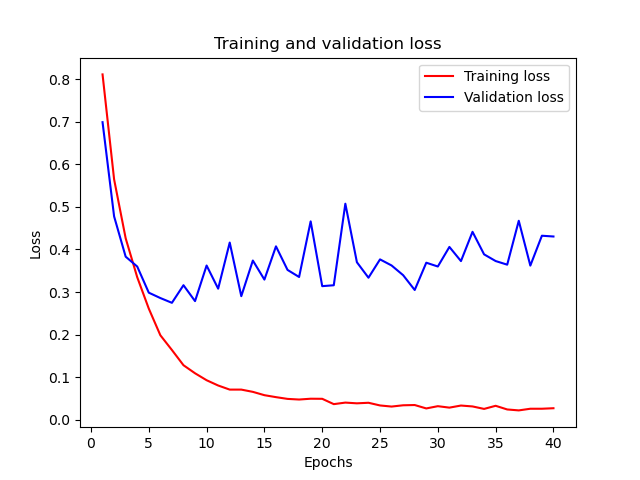 Training and validation loss
Training loss
Validation loss
Loss
0.8
0.7
0.6
0.5
0.4
0.3
0.2
0.1
0.0
0 5 10 15 20 25 30 35 40
Epochs